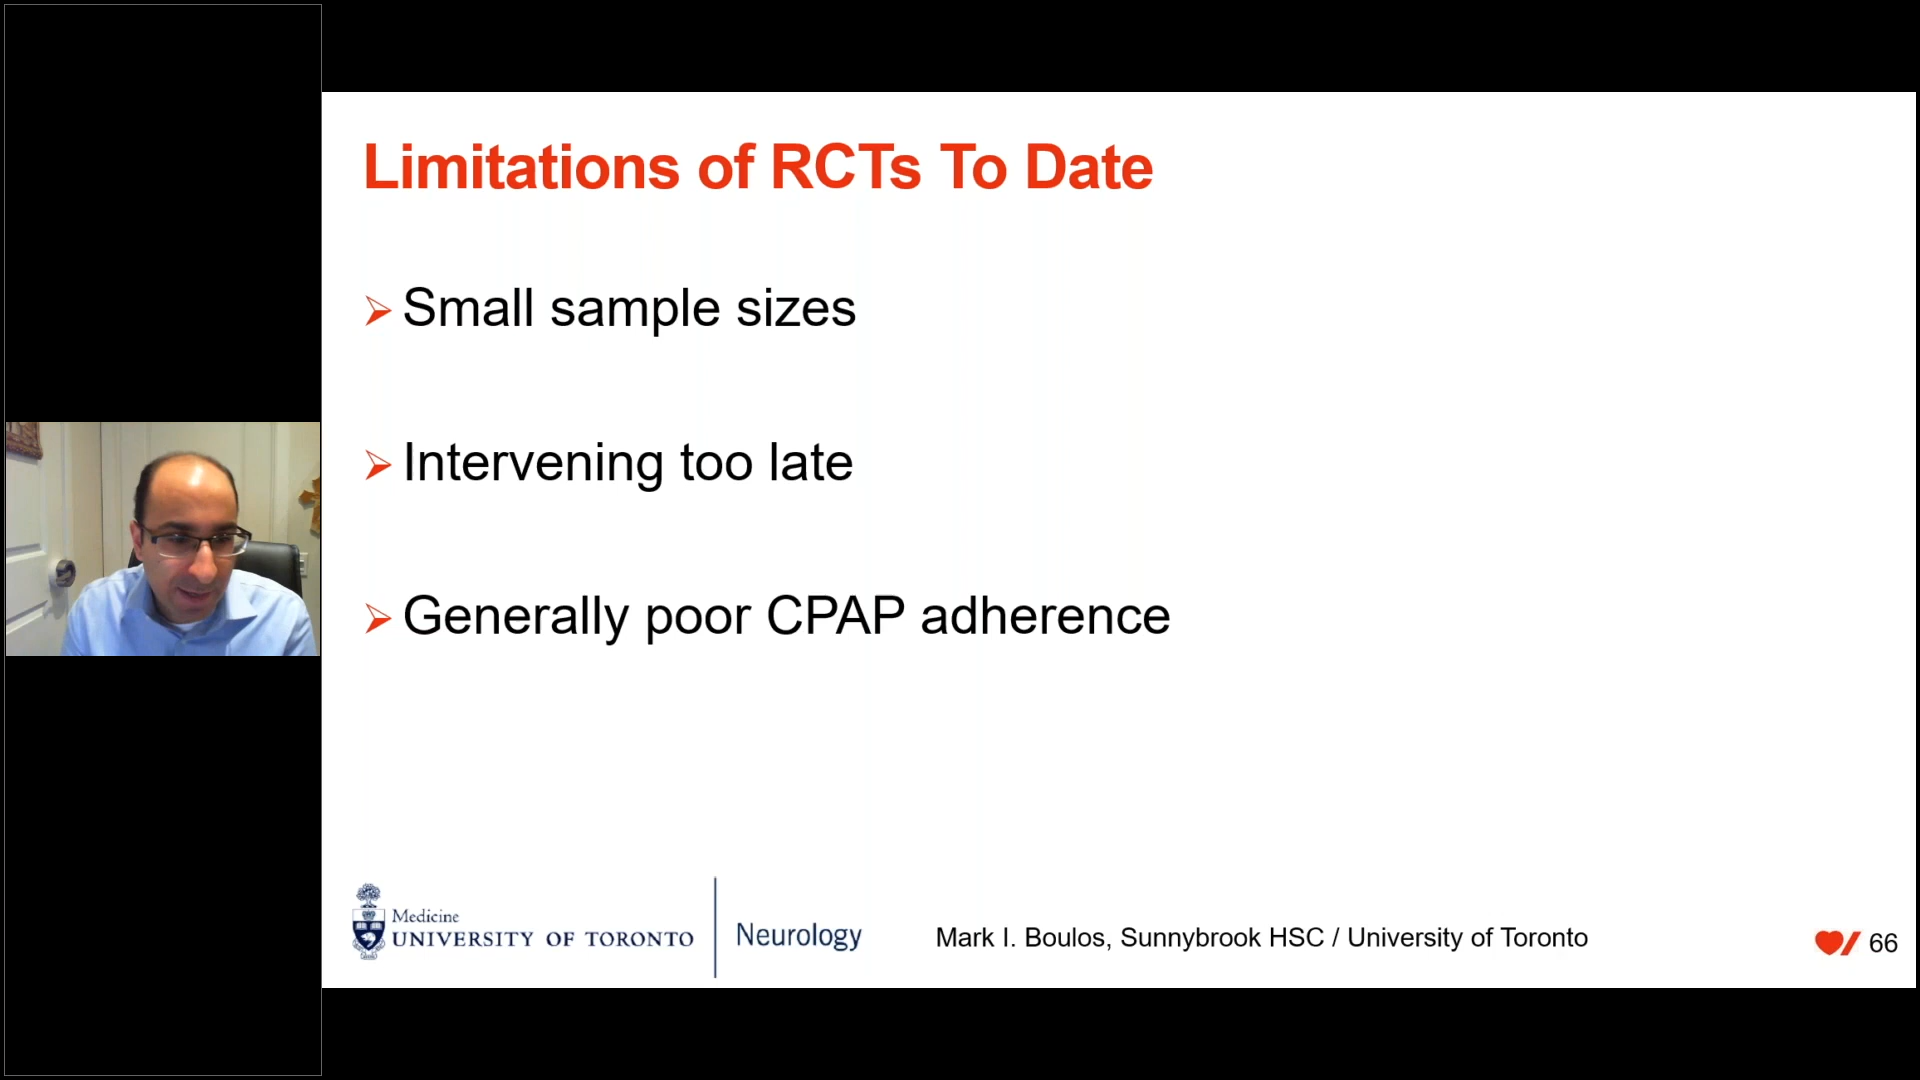 Limitations of RCTs To Date
Small sample sizes
Intervening too late
Generally poor CPAP adherence
Medicine
UNIVERSITY OF TORONTO
Neurology
Mark I. Boulos, Sunnybrook HSC / University of Toronto
66